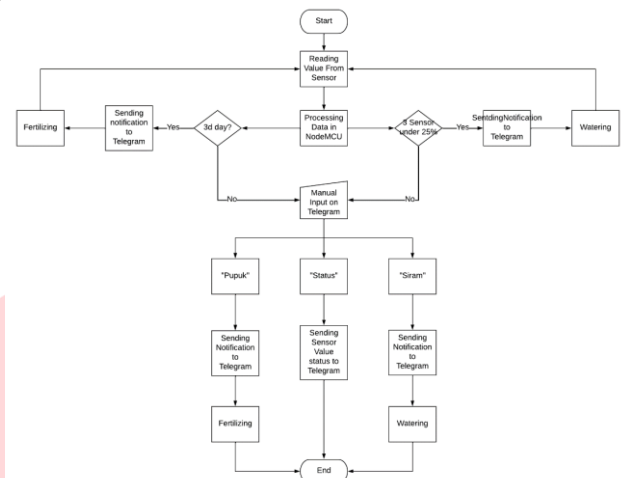 Start
Reading
Value From
Sensor
Fertilizing
Sending
notification
to
Telegram
Yes
3d day?
Processing
Data in
NodeMCU
3 Sensor
under 25%
Yes
SentdingNotification
to
Telegram
Watering
No
Manual
Input on
Telegram
No
"Pupuk"
"Status"
"Siram"
Sending
Notification
to
Telegram
Sending
Sensor
Value
status to
Telegram
Sending
Notification
to
Telegram
Fertilizing
Watering
End